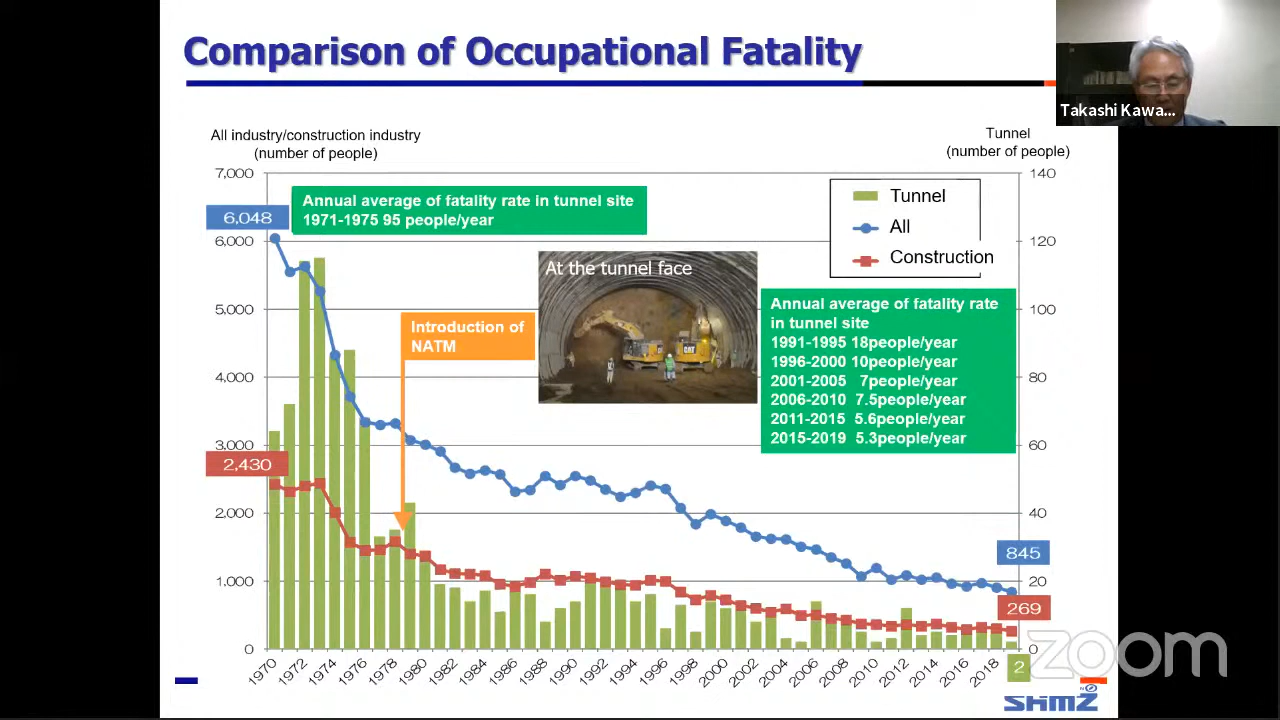 Comparison of Occupational Fatality
Takashi Kawa...
All industry/construction industry
(number of people)
Tunnel
(number of people)
7,000
6,000
5,000
4,000
3,000
2,000
1,000
0
140
120
100
80
60
40
20
0
6,048
2,430
Annual average of fatality rate in tunnel site
1971-1975 95 people/year
Introduction of
NATM
At the tunnel face
CAT
Tunnel
All
Construction
Annual average of fatality rate
in tunnel site
1991-1995 18people/year
1996-2000 10people/year
2001-2005 7people/year
2006-2010 7.5people/year
2011-2015 5.6people/year
2015-2019 5.3people/year
845
269
2
1970
1972
1974
1976
1978
1980
1982
1984
1986
1988
1990
1992
1994
1996
1998
2000
2002
2004
2006
2008
2010
2012
2014
2016
2018
zoom
SHMZ